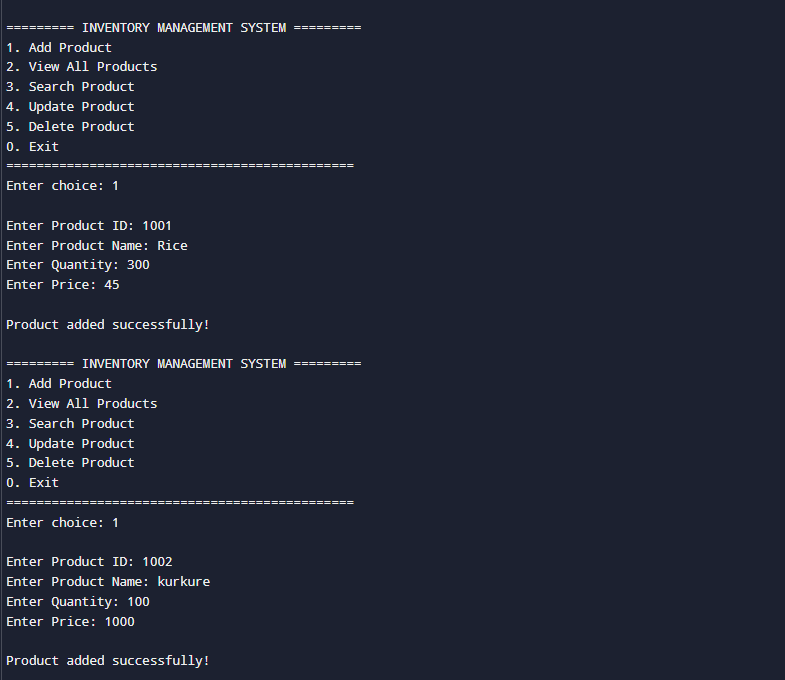 ========= INVENTORY MANAGEMENT SYSTEM =========
1. Add Product
2. View All Products
3. Search Product
4. Update Product
5. Delete Product
0. Exit
==============================================
Enter choice: 1
Enter Product ID: 1001
Enter Product Name: Rice
Enter Quantity: 300
Enter Price: 45
Product added successfully!
========= INVENTORY MANAGEMENT SYSTEM =========
1. Add Product
2. View All Products
3. Search Product
4. Update Product
5. Delete Product
0. Exit
==============================================
Enter choice: 1
Enter Product ID: 1002
Enter Product Name: kurkure
Enter Quantity: 100
Enter Price: 1000
Product added successfully!